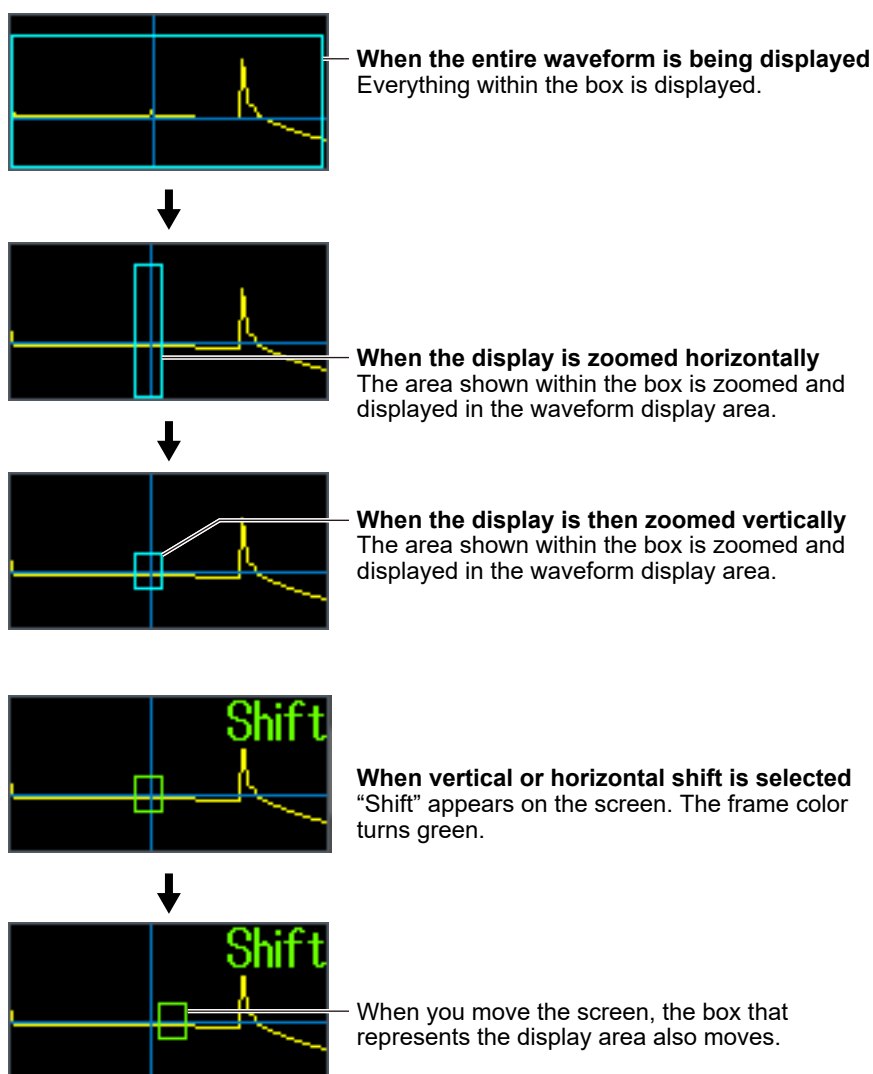 When the entire waveform is being displayed
Everything within the box is displayed.
When the display is zoomed horizontally
The area shown within the box is zoomed and
displayed in the waveform display area.
When the display is then zoomed vertically
The area shown within the box is zoomed and
displayed in the waveform display area.
Shift
When vertical or horizontal shift is selected
“Shift” appears on the screen. The frame color
turns green.
Shift
When you move the screen, the box that
represents the display area also moves.